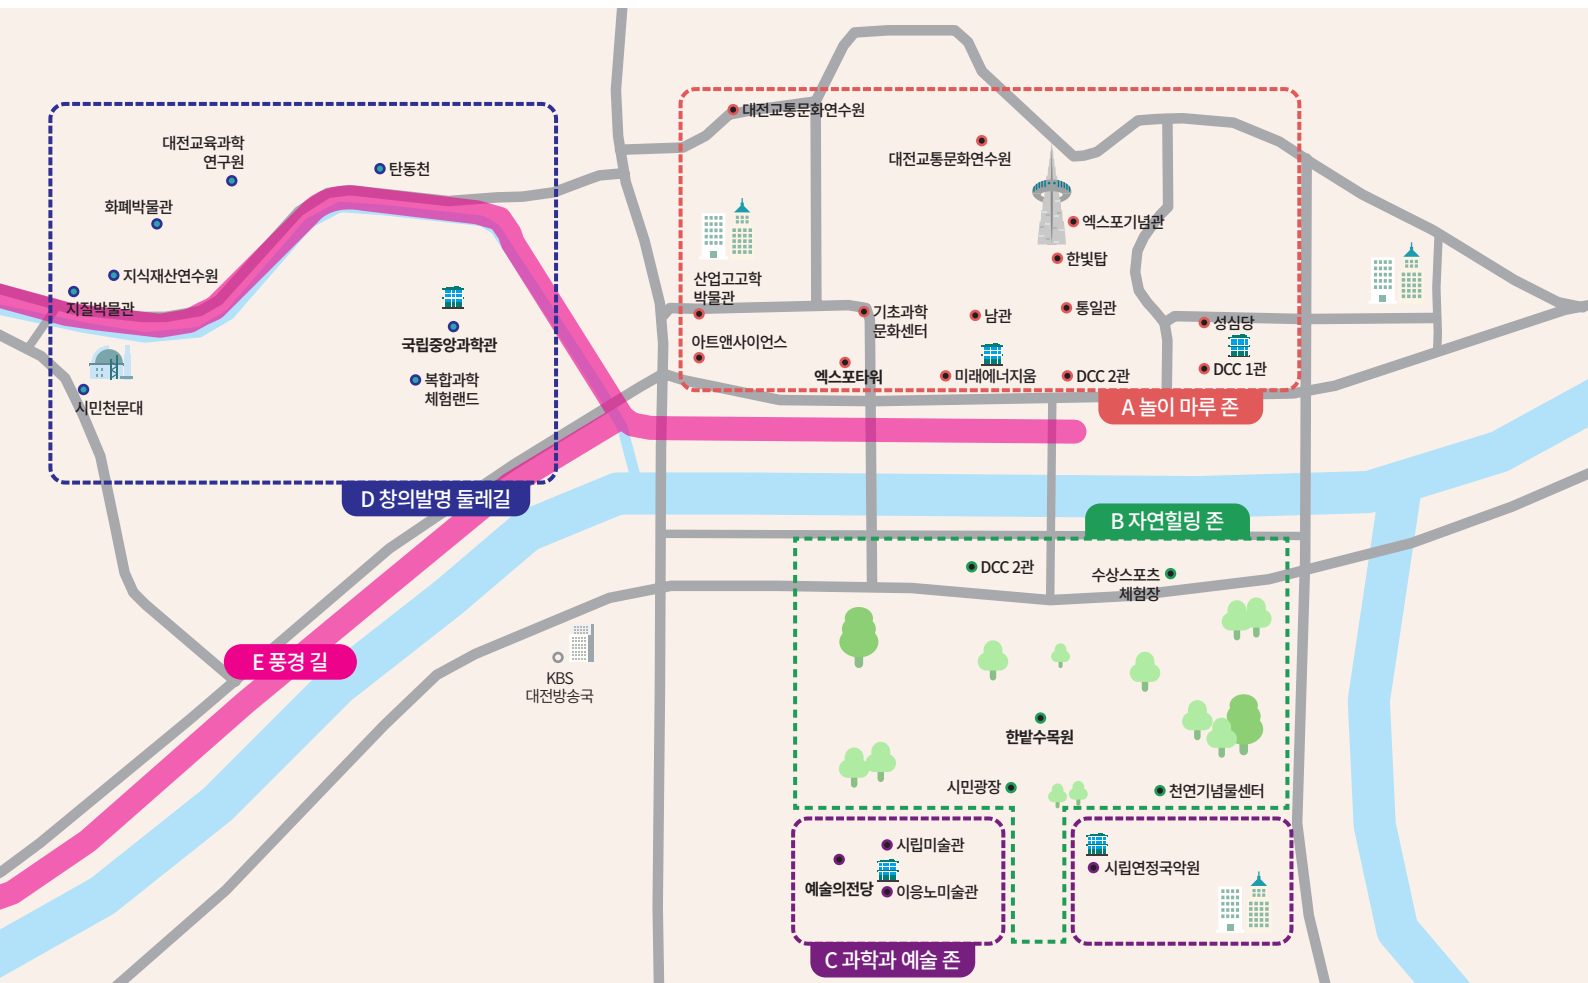 대전교통문화연수원
대전교육과학
연구원
탄동천
대전교통문화연수원
화폐박물관
엑스포기념관
한빛탑
지식재산연수원
산업고고학
박물관
지질박물관
기초과학
문화센터
남관
통일관
성심당
국립중앙과학관
아트앤사이언스
엑스포타워
미래에너지움
DCC 2관
DCC 1관
복합과학
체험랜드
시민천문대
A 놀이 마루 존
D 창의발명 둘레길
B 자연힐링 존
DCC 2관
수상스포츠
체험장
E 풍경 길
KBS
대전방송국
한밭수목원
시민광장
천연기념물센터
시립미술관
예술의전당
이응노미술관
시립연정국악원
C 과학과 예술 존